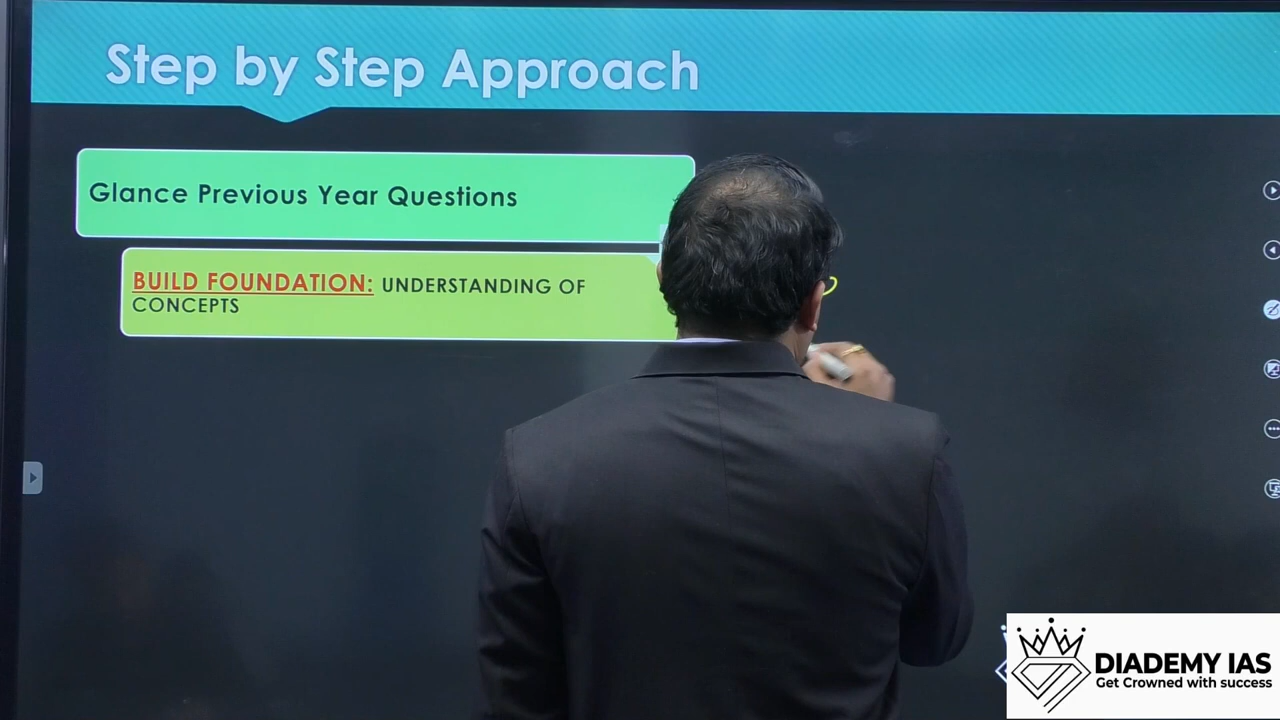 Step by Step Approach
Glance Previous Year Questions
BUILD FOUNDATION: UNDERSTANDING OF
CONCEPTS
DIADEMY IAS
Get Crowned with success